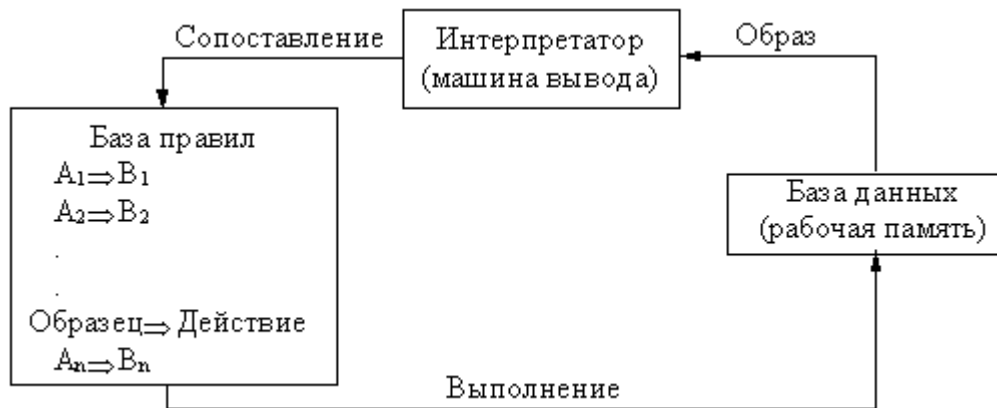 Сопоставление
Интерпретатор
(машина вывода)
Образ
База правил
A₁⇒B₁
A₂⇒B₂
.
.
Образец⇒Действие
Aₙ⇒Bₙ
База данных
(рабочая память)
Выполнение